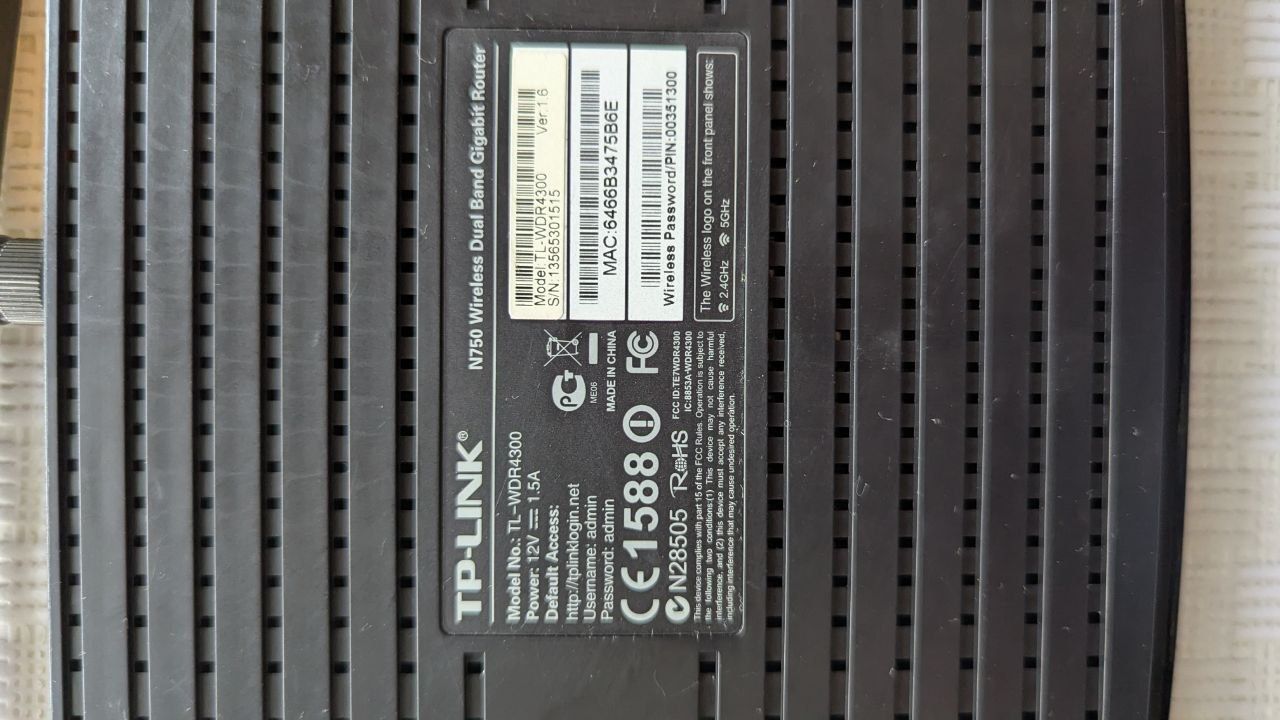 TP-LINK®
N750 Wireless Dual Band Gigabit Router
Model No.: TL-WDR4300
Power: 12V 1.5A
Default Access:
http://tplinklogin.net
Username: admin
Password: admin
PCT
ME06
MADE IN CHINA
CE1588
FC
N28505 RoHS
FCC ID:TE7WDR4300
IC:8853A-WDR4300
This device complies with part 15 of the FCC Rules. Operation is subject to
the following two conditions:(1) This device may not cause harmful
interference, and (2) this device must accept any interference received,
including interference that may cause undesired operation.
Model TL-WDR4300 Ver:1.6
S/N:13565301515
MAC:6466B3475B6E
Wireless Password/PIN:00351300
The Wireless logo on the front panel shows:
2.4GHz 5GHz